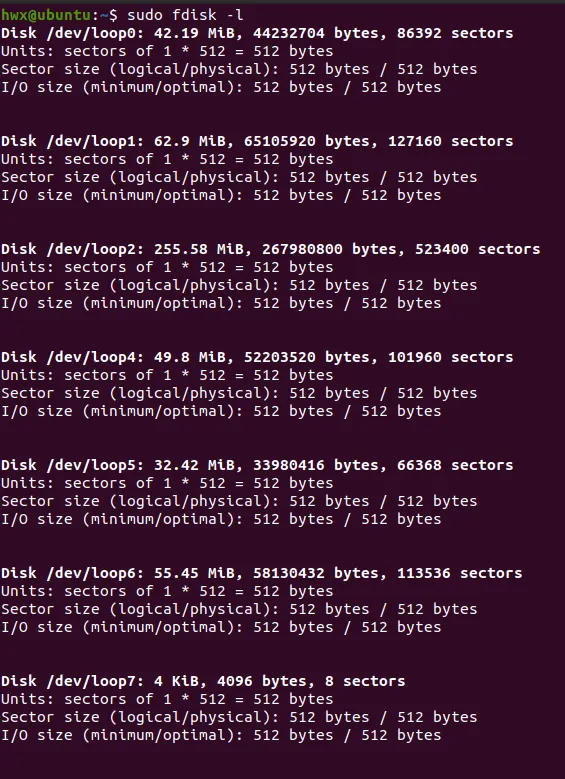 hwx@ubuntu:~$ sudo fdisk -l
Disk /dev/loop0: 42.19 MiB, 44232704 bytes, 86392 sectors
Units: sectors of 1 * 512 = 512 bytes
Sector size (logical/physical): 512 bytes / 512 bytes
I/O size (minimum/optimal): 512 bytes / 512 bytes
Disk /dev/loop1: 62.9 MiB, 65105920 bytes, 127160 sectors
Units: sectors of 1 * 512 = 512 bytes
Sector size (logical/physical): 512 bytes / 512 bytes
I/O size (minimum/optimal): 512 bytes / 512 bytes
Disk /dev/loop2: 255.58 MiB, 267980800 bytes, 523400 sectors
Units: sectors of 1 * 512 = 512 bytes
Sector size (logical/physical): 512 bytes / 512 bytes
I/O size (minimum/optimal): 512 bytes / 512 bytes
Disk /dev/loop4: 49.8 MiB, 52203520 bytes, 101960 sectors
Units: sectors of 1 * 512 = 512 bytes
Sector size (logical/physical): 512 bytes / 512 bytes
I/O size (minimum/optimal): 512 bytes / 512 bytes
Disk /dev/loop5: 32.42 MiB, 33980416 bytes, 66368 sectors
Units: sectors of 1 * 512 = 512 bytes
Sector size (logical/physical): 512 bytes / 512 bytes
I/O size (minimum/optimal): 512 bytes / 512 bytes
Disk /dev/loop6: 55.45 MiB, 58130432 bytes, 113536 sectors
Units: sectors of 1 * 512 = 512 bytes
Sector size (logical/physical): 512 bytes / 512 bytes
I/O size (minimum/optimal): 512 bytes / 512 bytes
Disk /dev/loop7: 4 KiB, 4096 bytes, 8 sectors
Units: sectors of 1 * 512 = 512 bytes
Sector size (logical/physical): 512 bytes / 512 bytes
I/O size (minimum/optimal): 512 bytes / 512 bytes